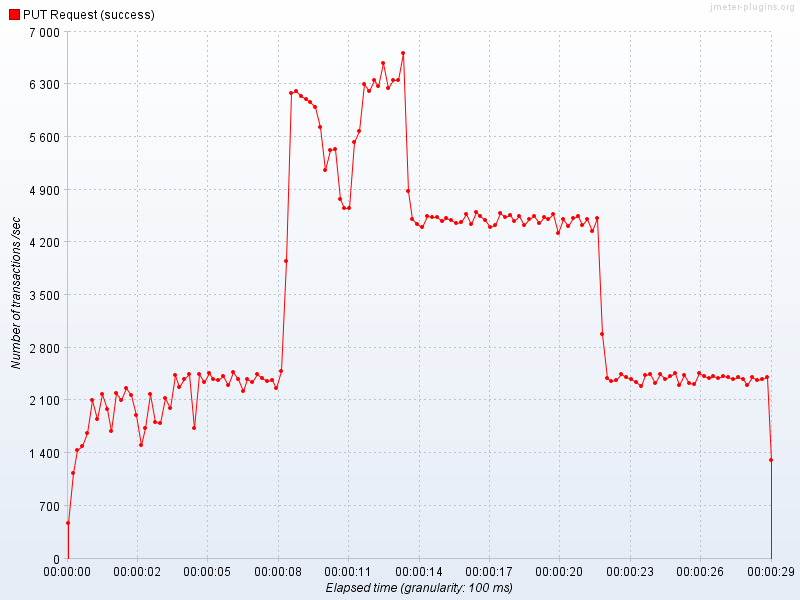 PUT Request (success)
jmeter-plugins.org
7 000
6 300
5 600
4 900
4 200
3 500
2 800
2 100
1 400
700
0
Number of transactions /sec
00:00:00 00:00:02 00:00:05 00:00:08 00:00:11 00:00:14 00:00:17 00:00:20 00:00:23 00:00:26 00:00:29
Elapsed time (granularity: 100 ms)